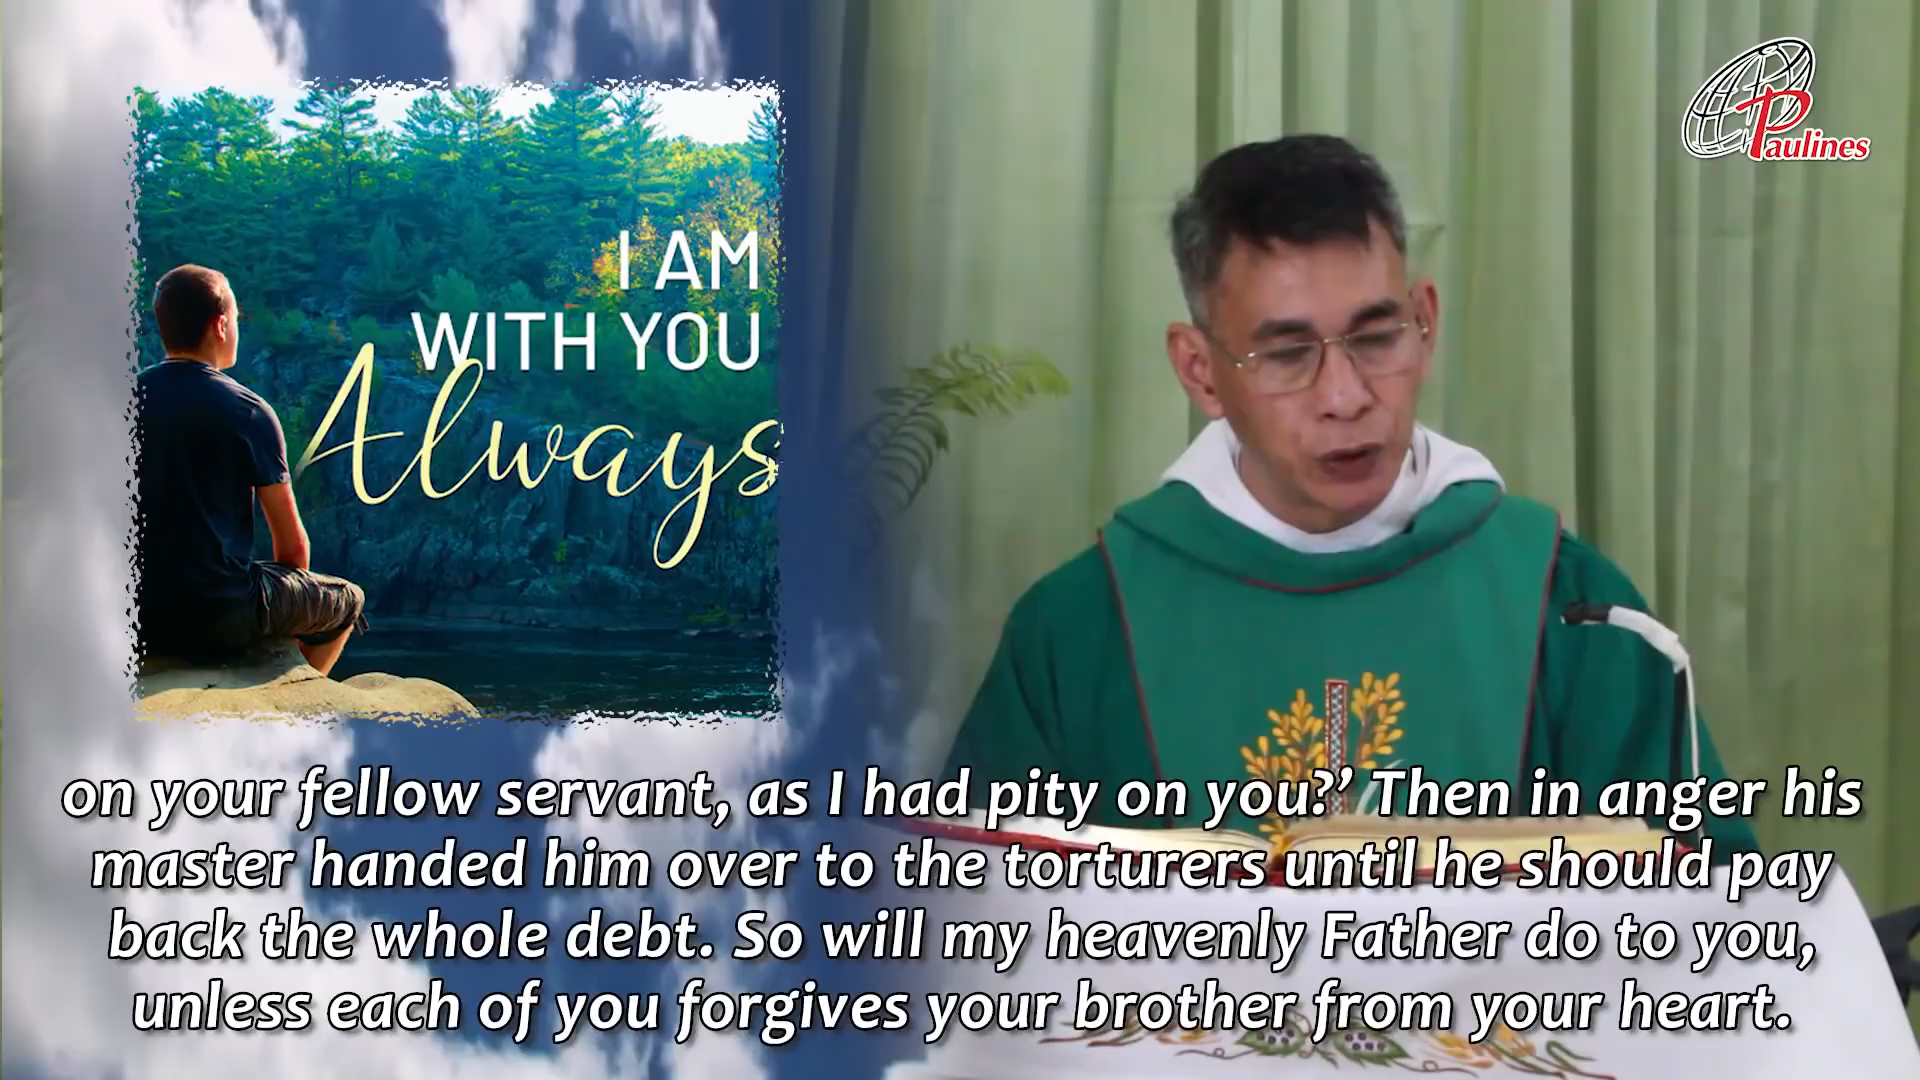 I AM
WITH YOU
Always
Paulines
on your fellow servant, as I had pity on you?’ Then in anger his
master handed him over to the torturers until he should pay
back the whole debt. So will my heavenly Father do to you,
unless each of you forgives your brother from your heart.